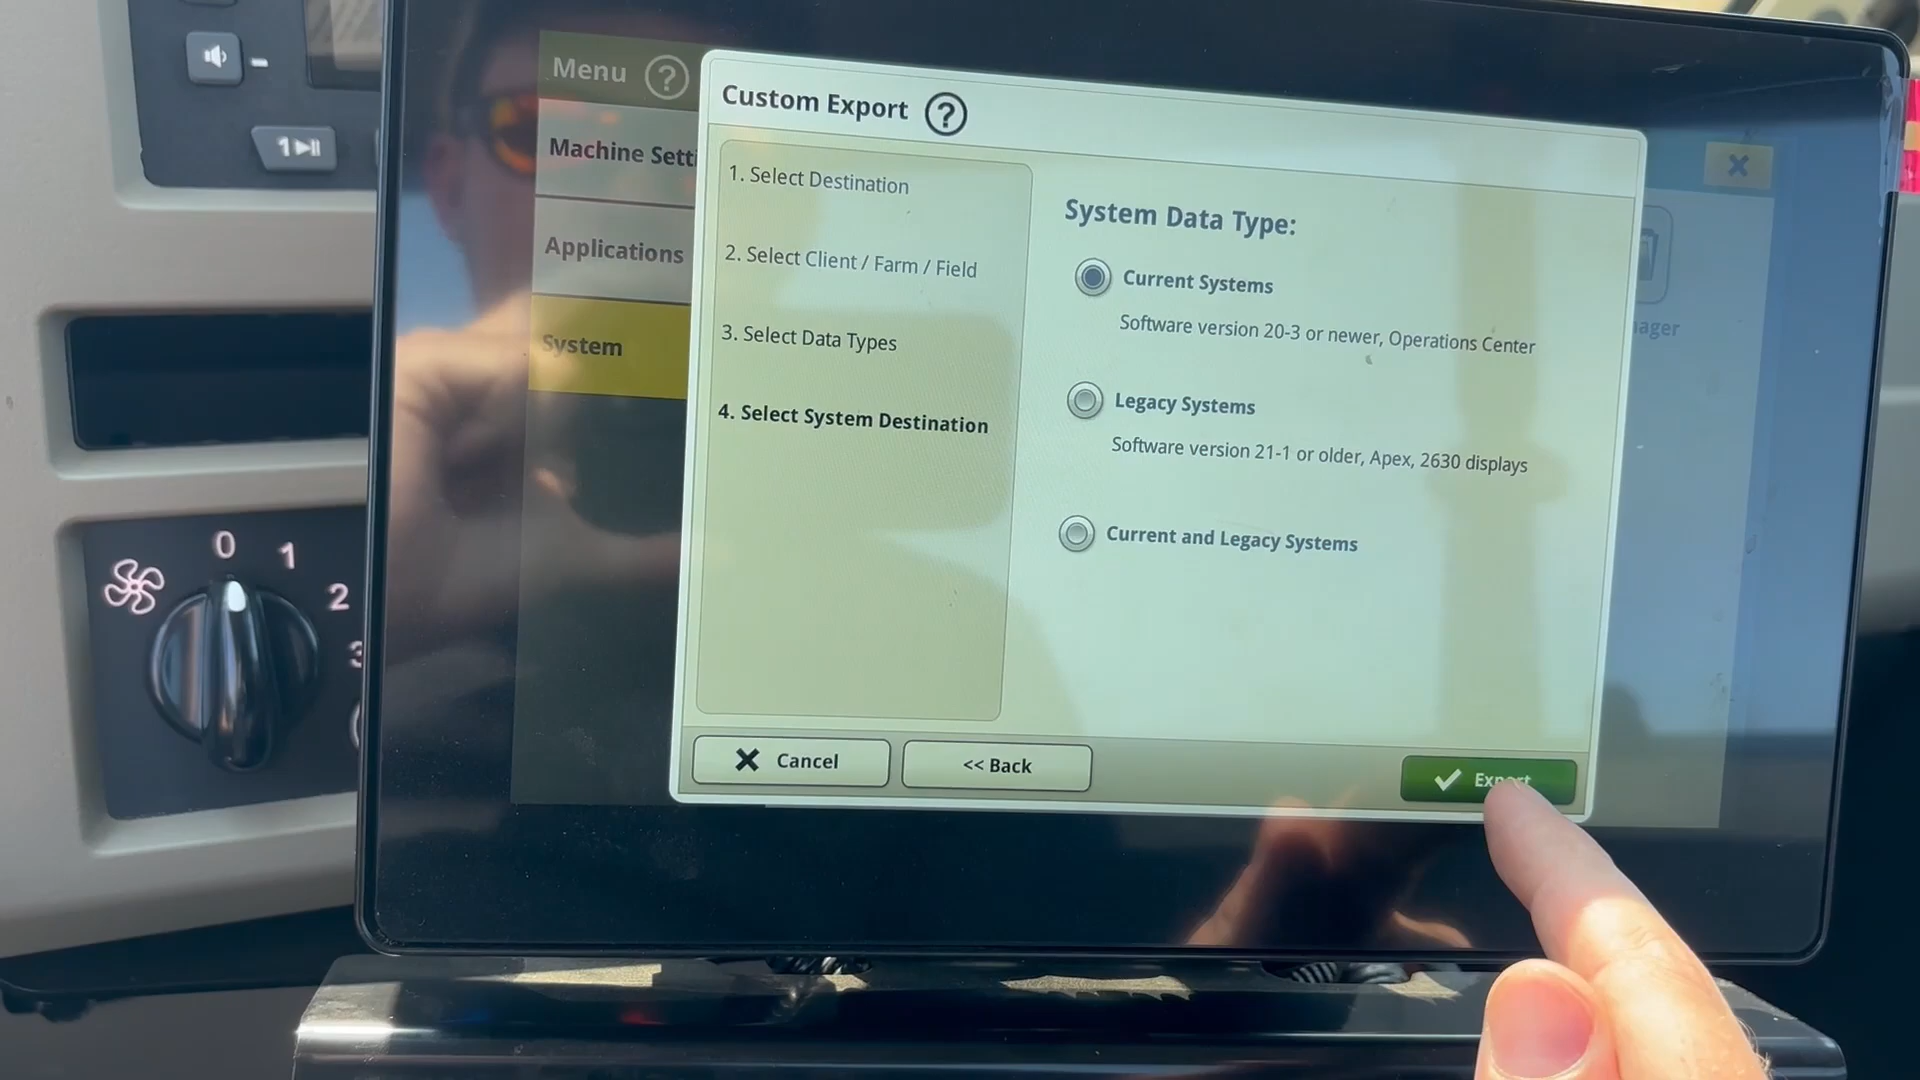 Menu ?
Custom Export ?
Machine Setti
Applications
System
1. Select Destination
2. Select Client / Farm / Field
3. Select Data Types
4. Select System Destination
System Data Type:
Current Systems
Software version 20-3 or newer, Operations Center
Legacy Systems
Software version 21-1 or older, Apex, 2630 displays
Current and Legacy Systems
Cancel
<< Back
Export
ager
1
0
1
2
3